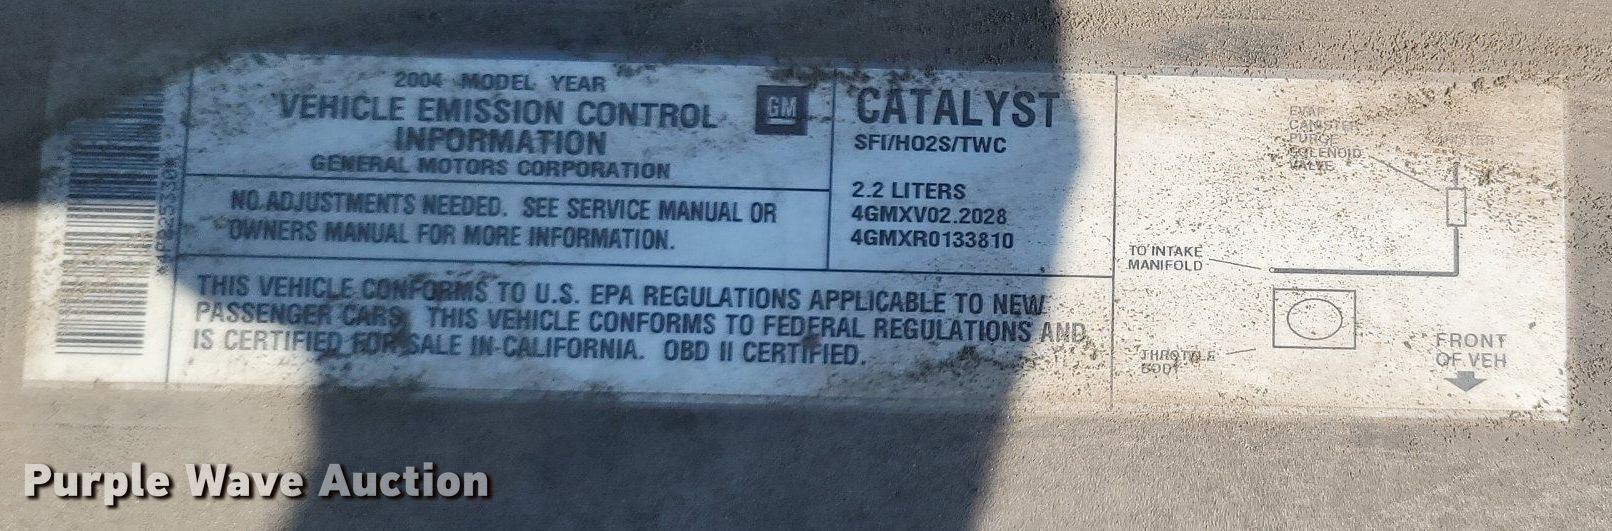 2004 MODEL YEAR
VEHICLE EMISSION CONTROL
INFORMATION
GENERAL MOTORS CORPORATION
GM
NO ADJUSTMENTS NEEDED. SEE SERVICE MANUAL OR
OWNERS MANUAL FOR MORE INFORMATION.
CATALYST
SFI/HO2S/TWC
2.2 LITERS
4GMXV02.2028
4GMXR0133810
THIS VEHICLE CONFORMS TO U.S. EPA REGULATIONS APPLICABLE TO NEW
PASSENGER CARS. THIS VEHICLE CONFORMS TO FEDERAL REGULATIONS AND
IS CERTIFIED FOR SALE IN CALIFORNIA. OBD II CERTIFIED.
EVAP
CANISTER
PURGE
SOLENOID
VALVE
TO INTAKE
MANIFOLD
THROTTLE
BODY
FRONT
OF VEH
Purple Wave Auction